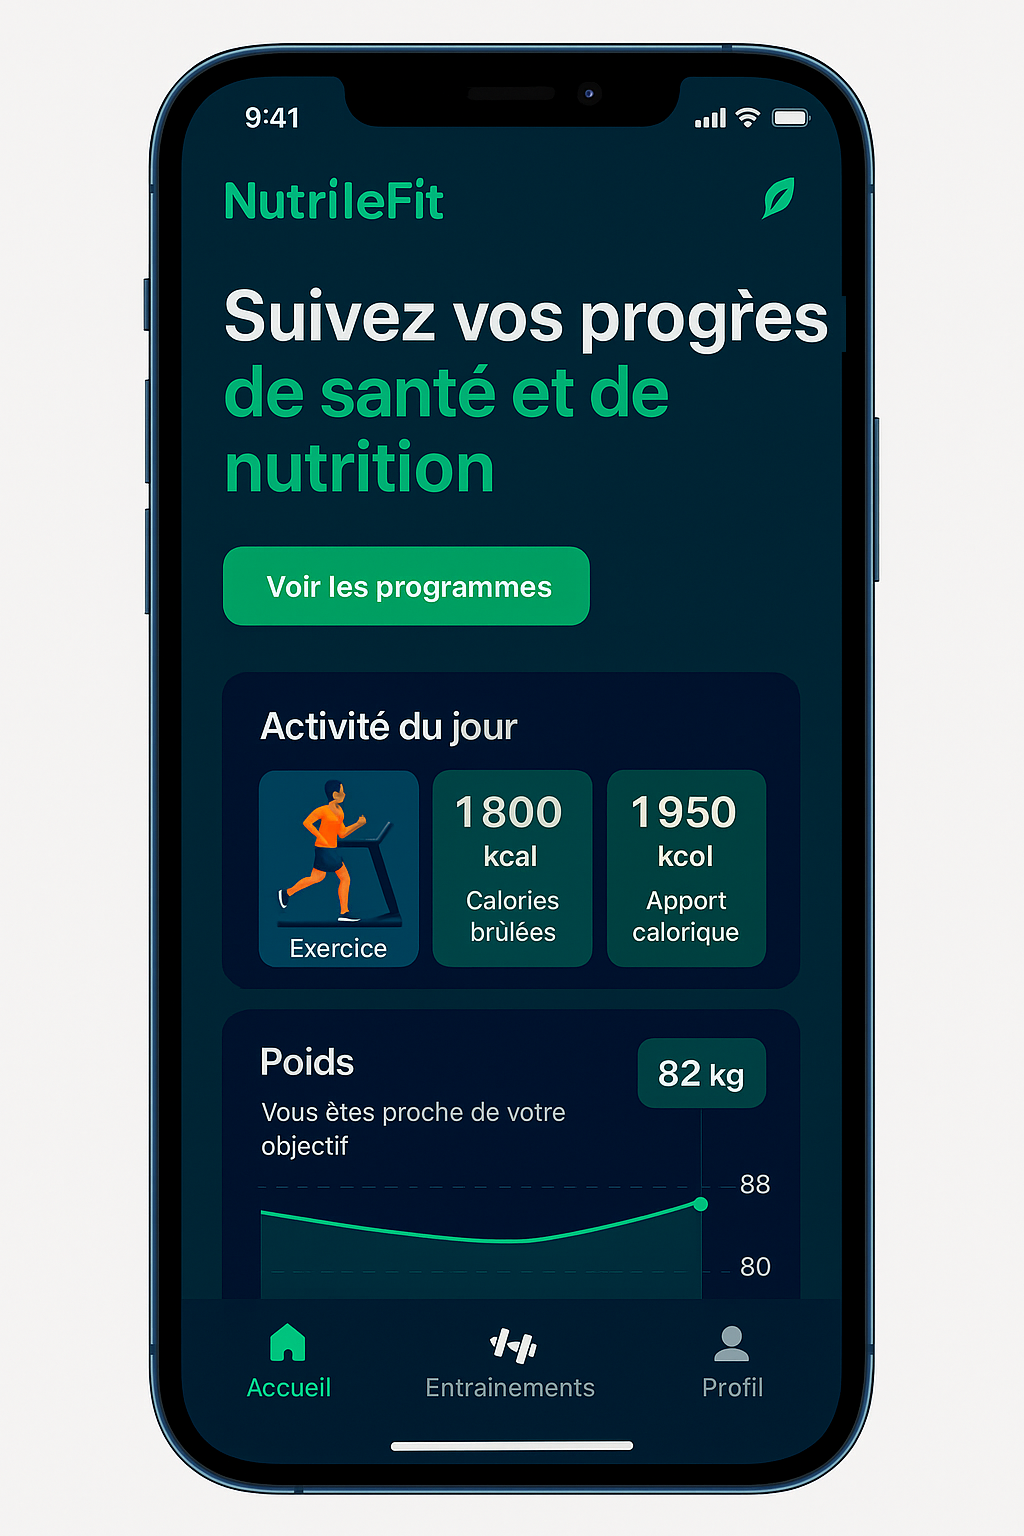 9:41
NutrileFit
Suivez vos progr̀es
de santé et de
nutrition
Voir les programmes
Activité du jour
Exercice
1800
kcal
Calories
brùlées
1950
kcol
Apport
calorique
Poids
82 kg
Vous ètes proche de votre
objectif
88
80
Accueil
Entrainements
Profil